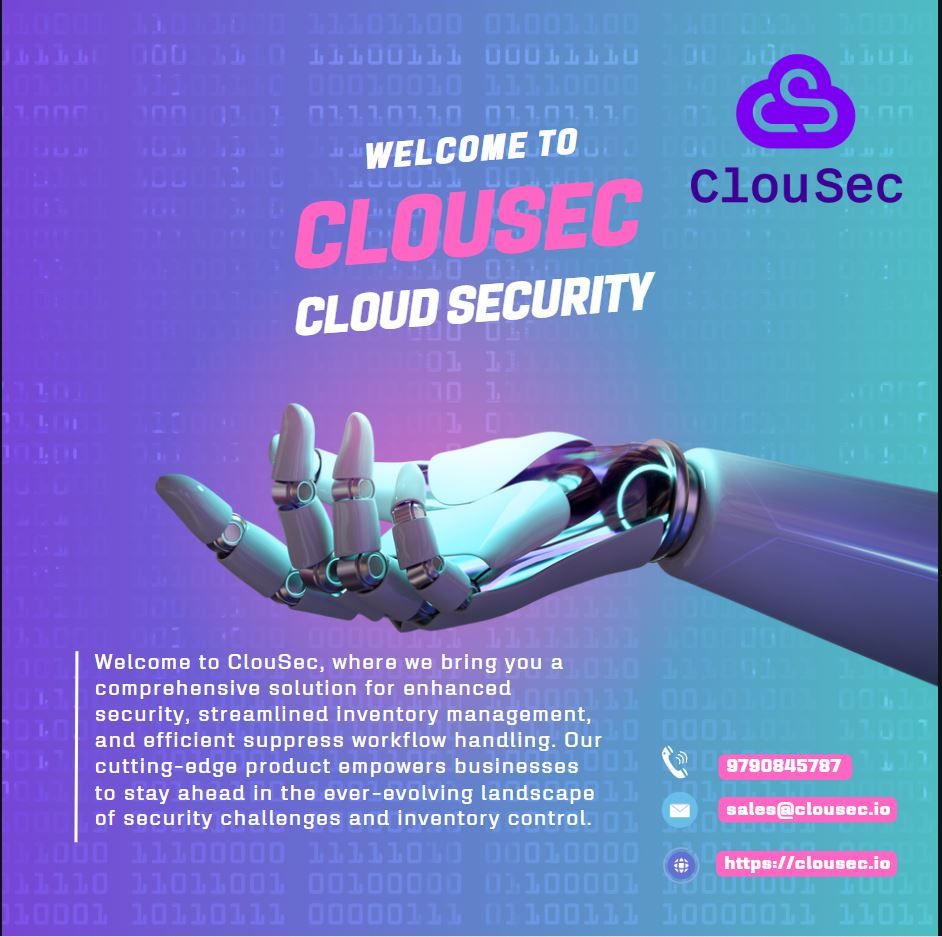 WELCOME TO
CLOUSEC
CLOUD SECURITY
ClouSec
Welcome to ClouSec, where we bring you a
comprehensive solution for enhanced
security, streamlined inventory management,
and efficient suppress workflow handling. Our
cutting-edge product empowers businesses
to stay ahead in the ever-evolving landscape
of security challenges and inventory control.
9790845787
sales@clousec.io
https://clousec.io